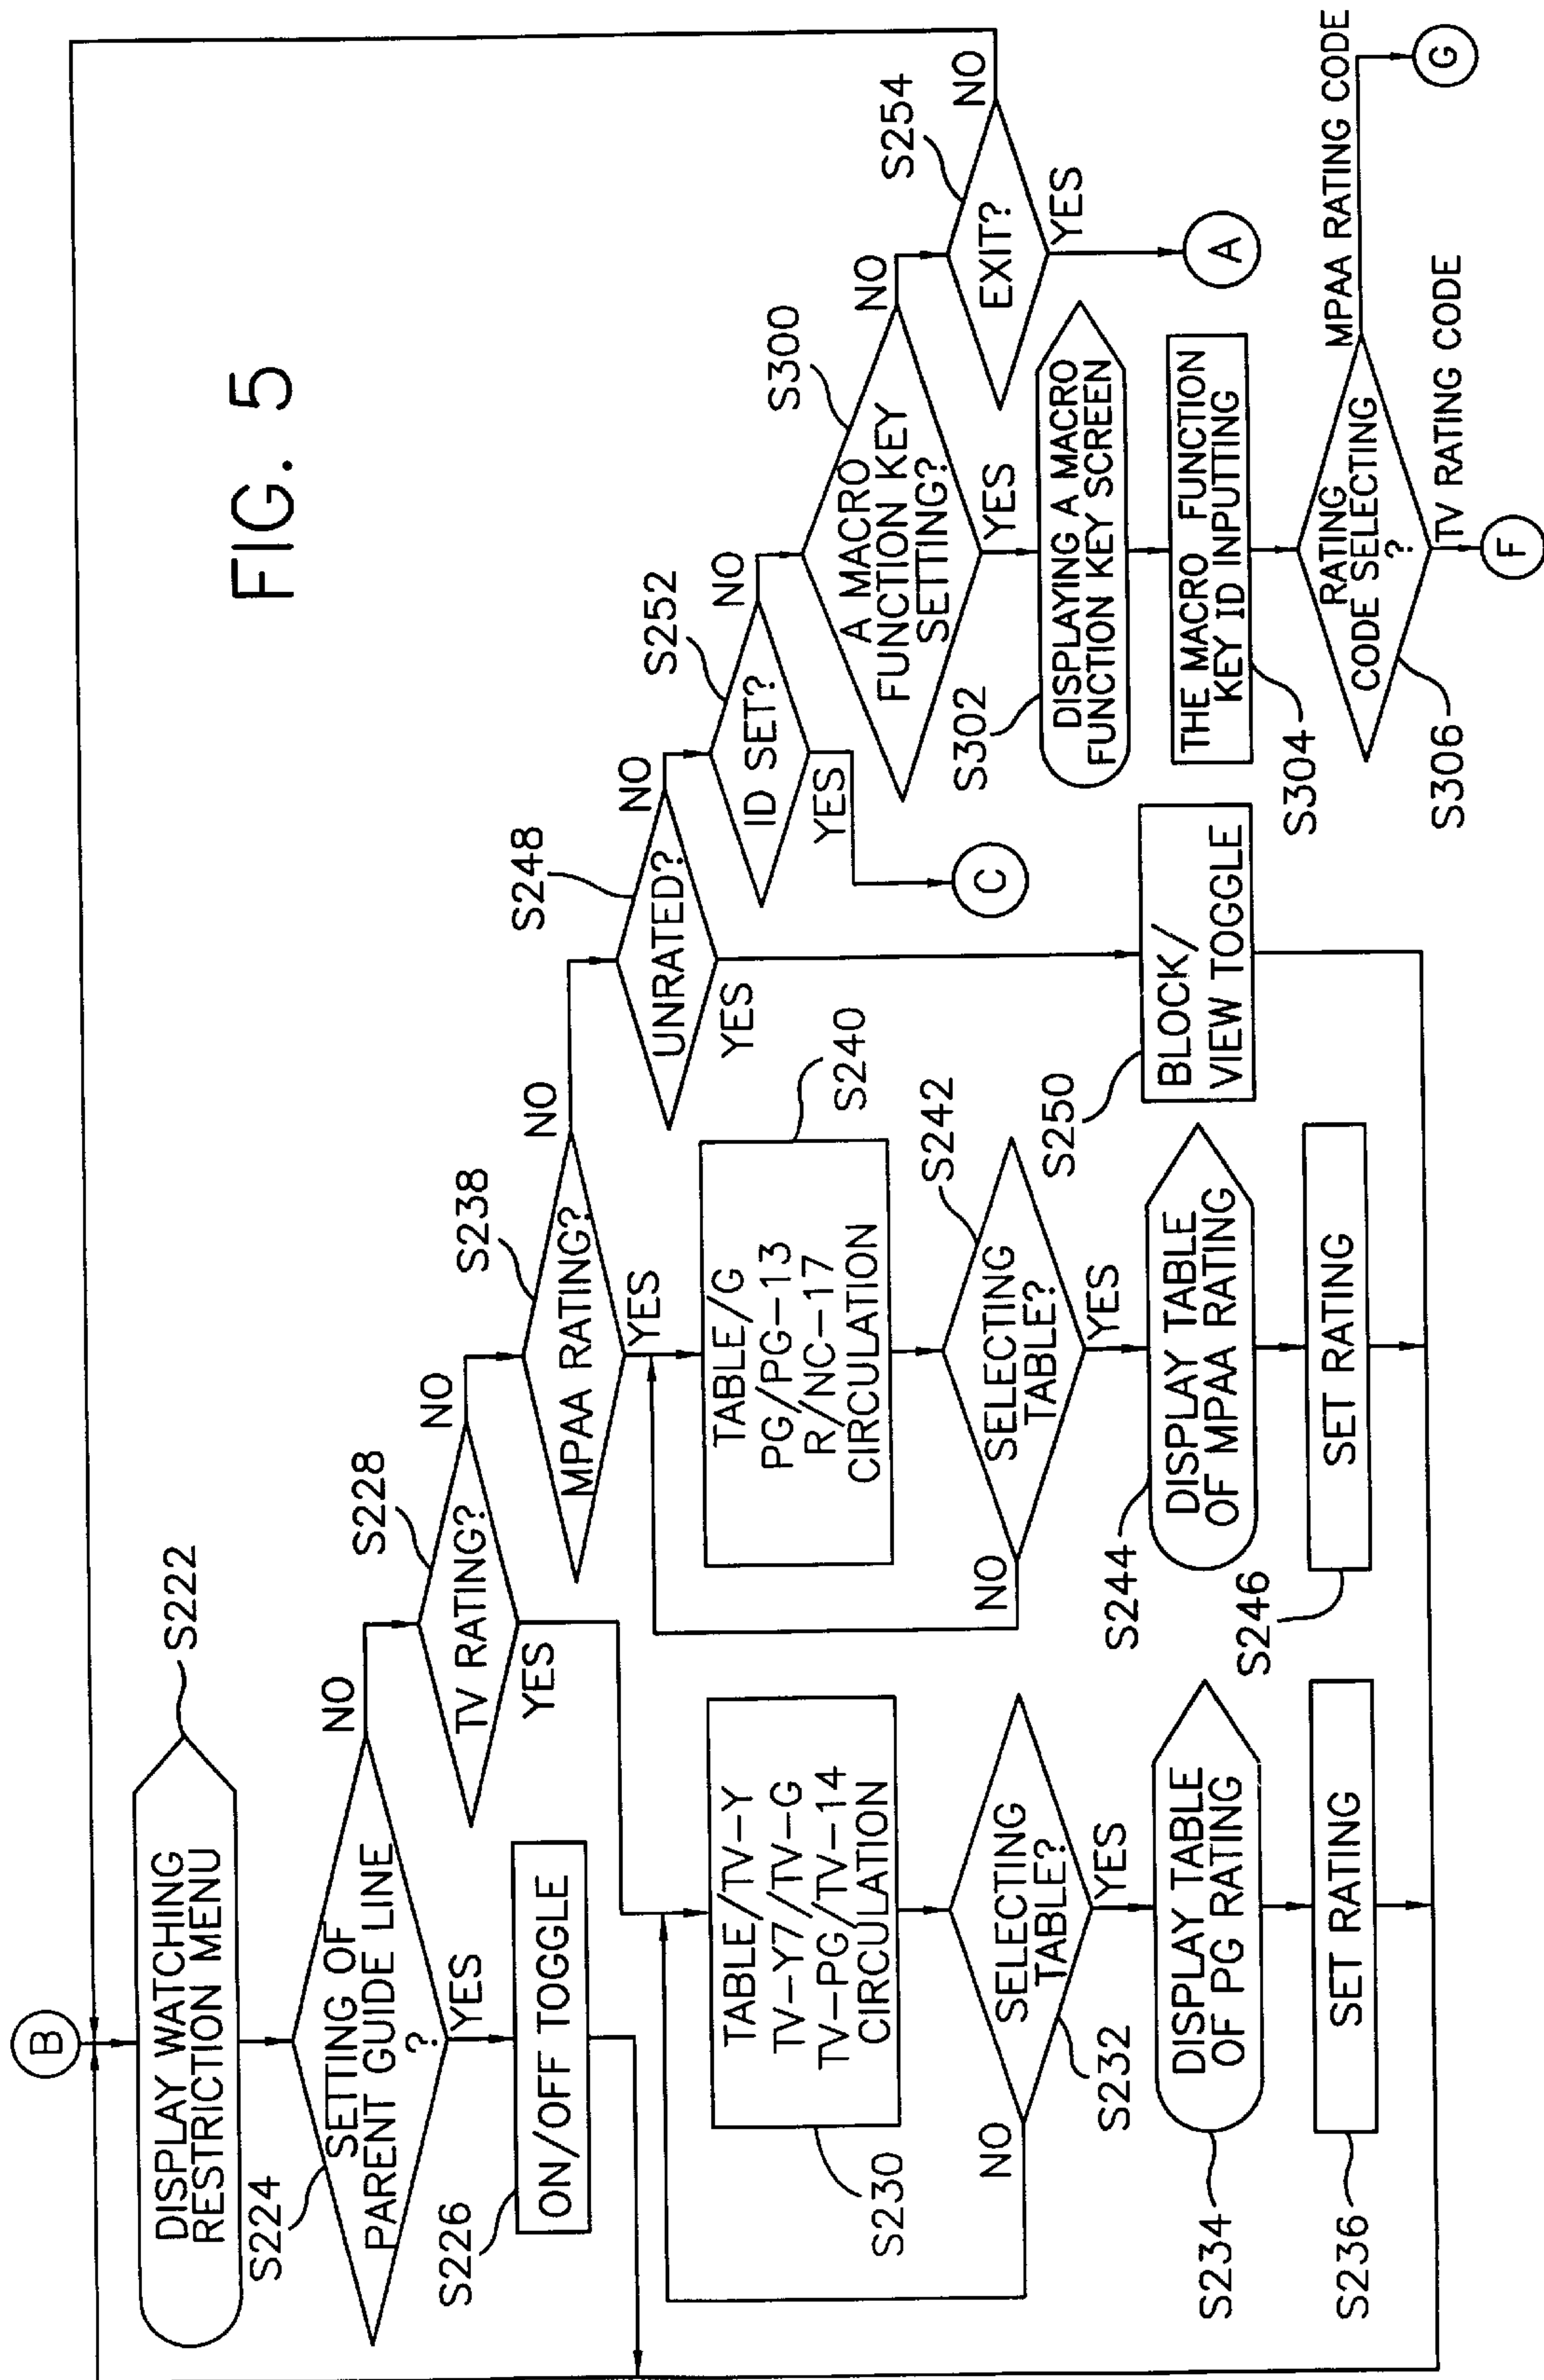 FIG. 5
B
DISPLAY WATCHING
RESTRICTION MENU
S222
SETTING OF
PARENT GUIDE LINE
?
S224
NO
YES
ON/OFF TOGGLE
S226
TV RATING?
S228
NO
YES
TABLE/TV-Y
TV-Y7/TV-G
TV-PG/TV-14
CIRCULATION
S230
SELECTING
TABLE?
S232
NO
YES
DISPLAY TABLE
OF PG RATING
S234
SET RATING
S236
MPAA RATING?
S238
NO
YES
TABLE/G
PG/PG-13
R/NC-17
CIRCULATION
S240
SELECTING
TABLE?
S242
NO
YES
DISPLAY TABLE
OF MPAA RATING
S244
SET RATING
S246
UNRATED?
S248
NO
YES
BLOCK/
VIEW TOGGLE
S250
ID SET?
S252
NO
YES
C
A MACRO
FUNCTION KEY
SETTING?
S300
NO
YES
DISPLAYING A MACRO
FUNCTION KEY SCREEN
S302
THE MACRO FUNCTION
KEY ID INPUTTING
S304
RATING
CODE SELECTING
?
S306
MPAA RATING CODE
G
TV RATING CODE
F
EXIT?
S254
NO
YES
A